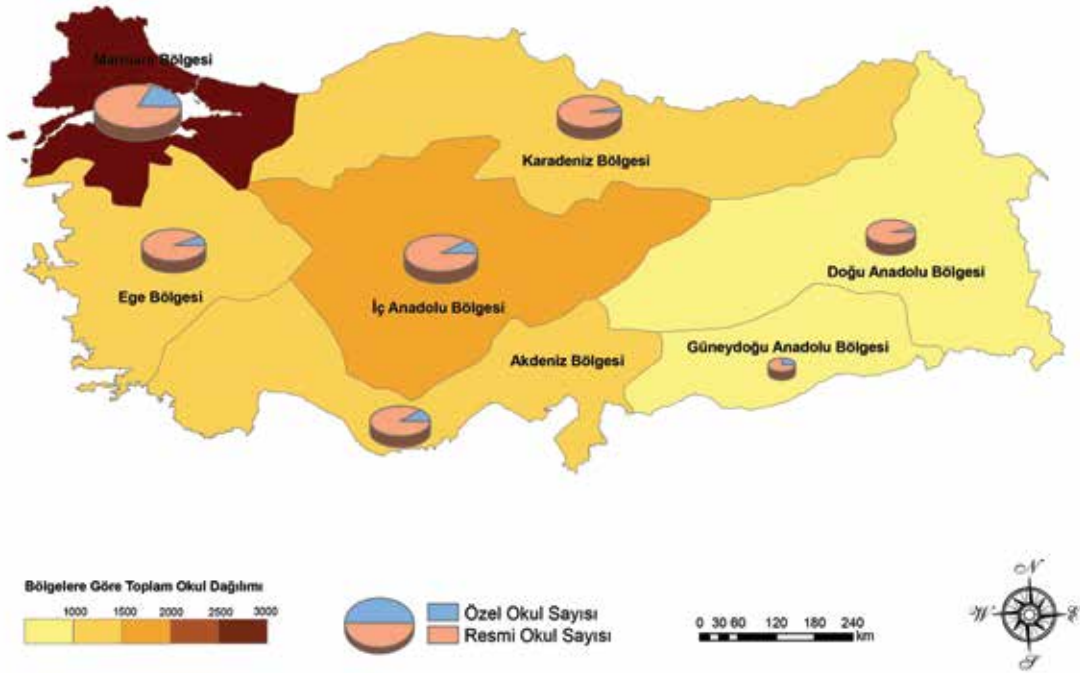 Marmara Bölgesi
Karadeniz Bölgesi
Ege Bölgesi
İç Anadolu Bölgesi
Doğu Anadolu Bölgesi
Akdeniz Bölgesi
Güneydoğu Anadolu Bölgesi
Bölgelere Göre Toplam Okul Dağılımı
1000 1500 2000 2500 3000
Özel Okul Sayısı
Resmi Okul Sayısı
0 30 60 120 180 240
km
N
W E
S